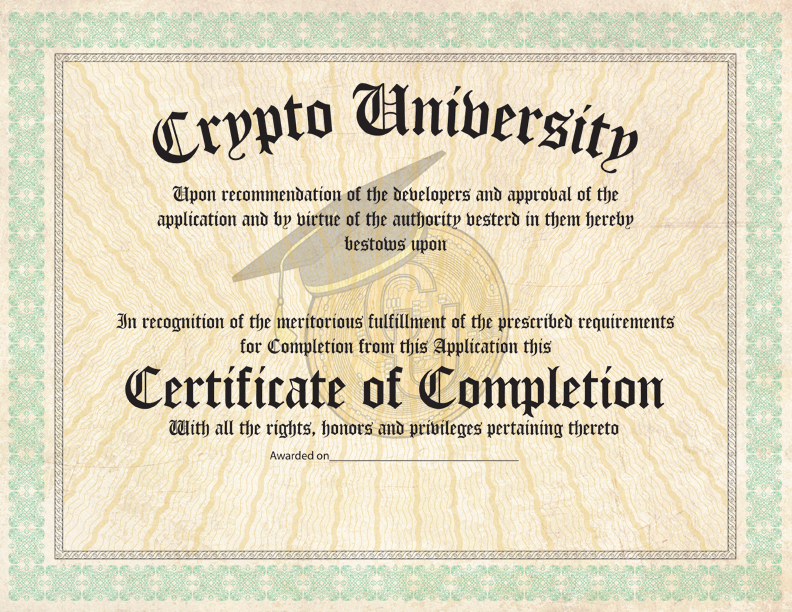 Crypto University
Upon recommendation of the developers and approval of the
application and by virtue of the authority vesterd in them hereby
bestows upon
In recognition of the meritorious fulfillment of the prescribed requirements
for Completion from this Application this
Certificate of Completion
With all the rights, honors and privileges pertaining thereto
Awarded on